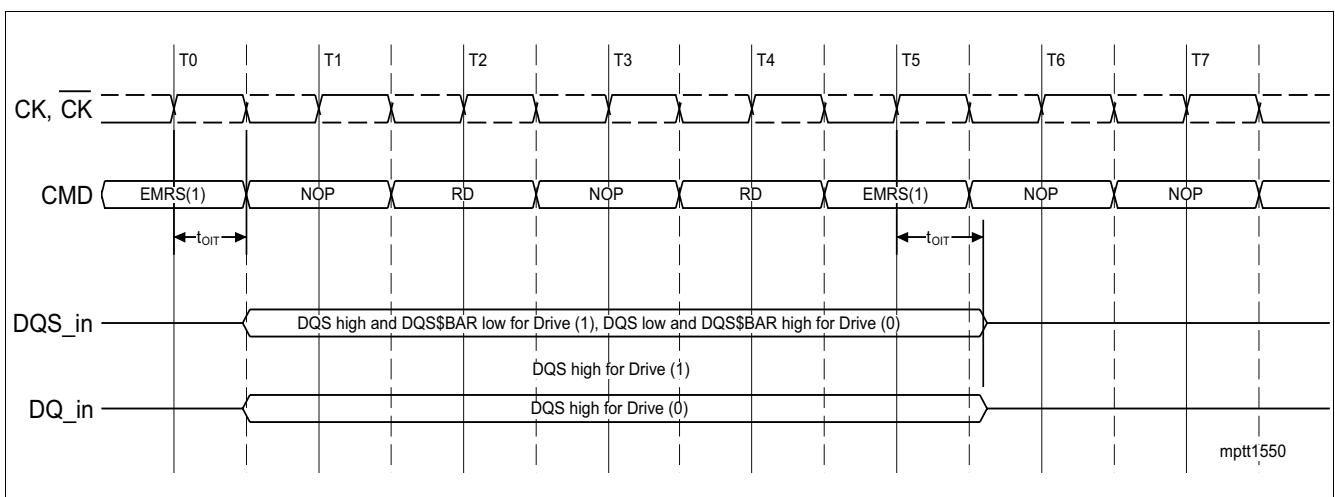 T0 T1 T2 T3 T4 T5 T6 T7
CK, C̅K̅
CMD EMRS(1) NOP RD NOP RD EMRS(1) NOP NOP
tOIT tOIT
DQS_in DQS high and DQS$BAR low for Drive (1), DQS low and DQS$BAR high for Drive (0)
DQS high for Drive (1)
DQ_in DQS high for Drive (0)
mptt1550